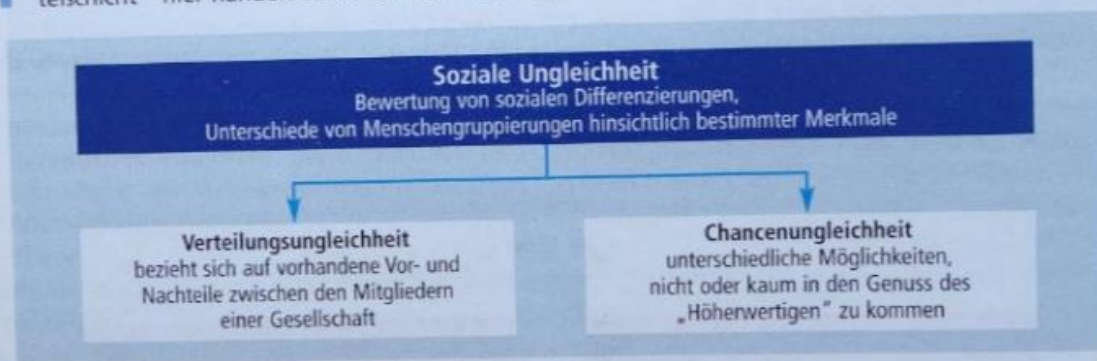 Soziale Ungleichheit
Bewertung von sozialen Differenzierungen,
Unterschiede von Menschengruppierungen hinsichtlich bestimmter Merkmale
Verteilungsungleichheit
bezieht sich auf vorhandene Vor- und
Nachteile zwischen den Mitgliedern
einer Gesellschaft
Chancenungleichheit
unterschiedliche Möglichkeiten,
nicht oder kaum in den Genuss des
„Höherwertigen“ zu kommen